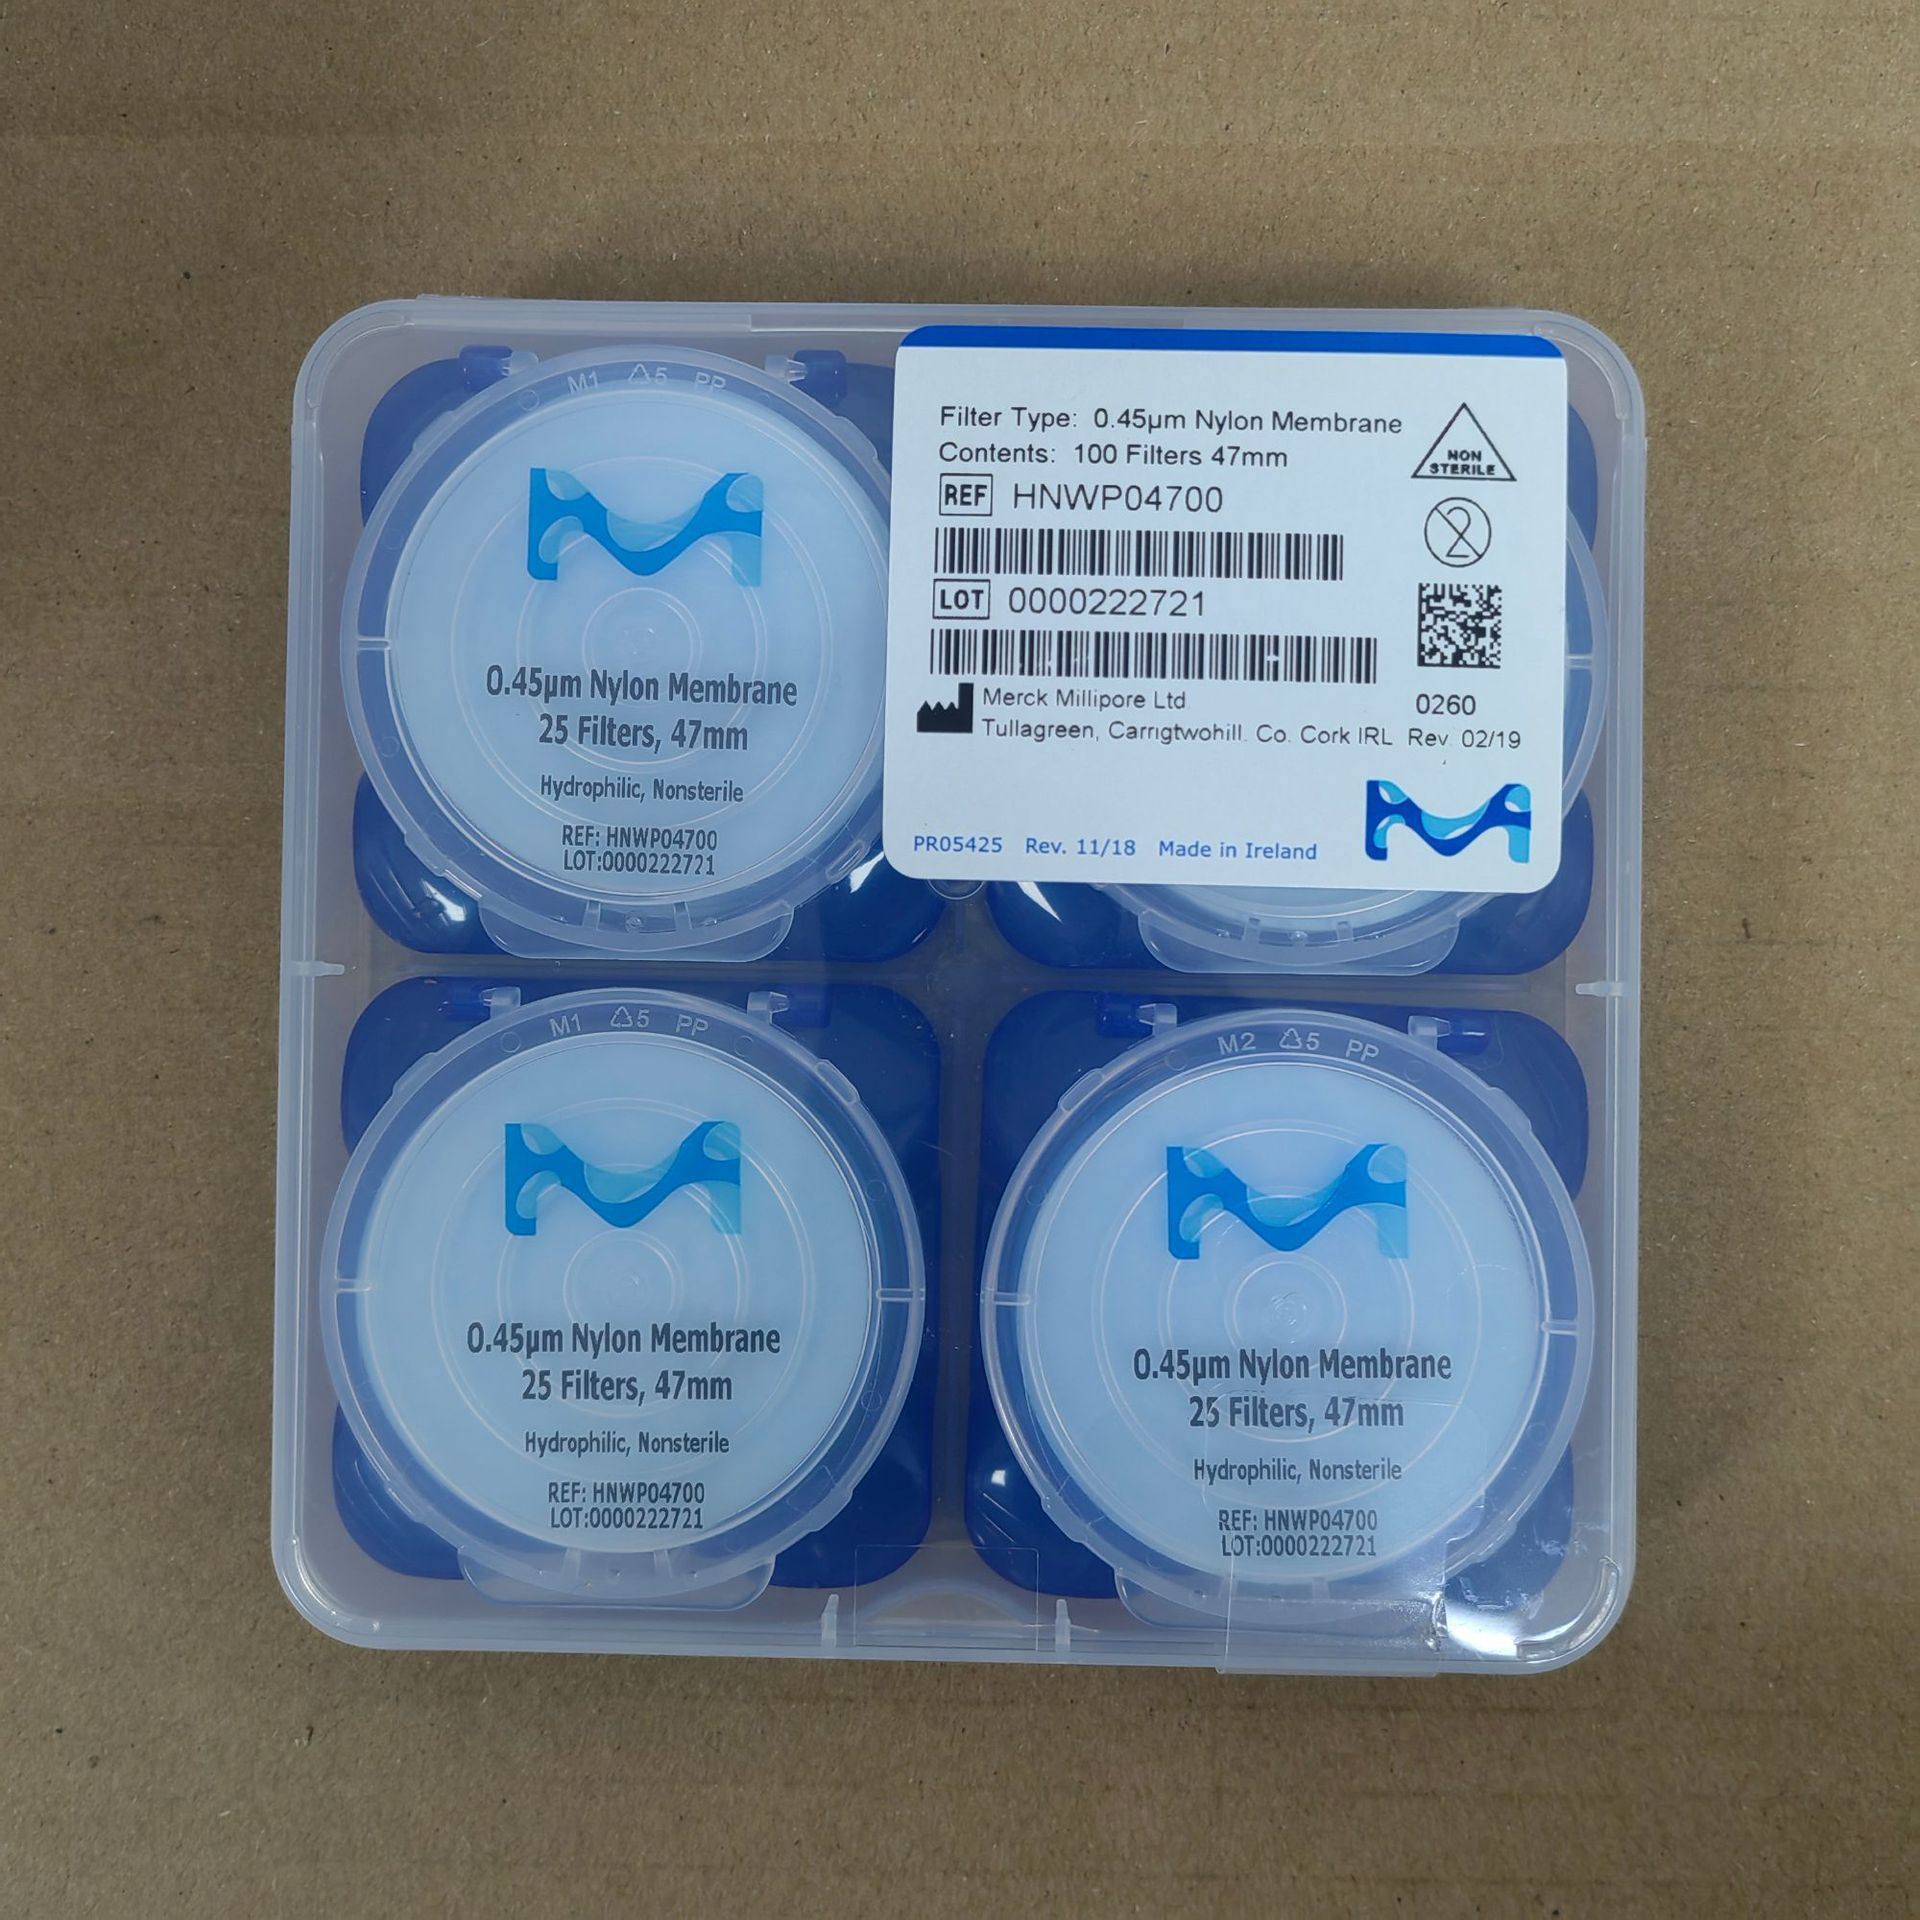 M1 5 PP
0.45µm Nylon Membrane
25 Filters, 47mm
Hydrophilic, Nonsterile
REF: HNWP04700
LOT:0000222721
Filter Type: 0.45µm Nylon Membrane
Contents: 100 Filters 47mm
REF HNWP04700
LOT 0000222721
Merck Millipore Ltd
Tullagreen, Carrigtwohill. Co. Cork IRL Rev. 02/19
NON
STERILE
2
0260
PR05425 Rev. 11/18 Made in Ireland
M1 5 PP
0.45µm Nylon Membrane
25 Filters, 47mm
Hydrophilic, Nonsterile
REF: HNWP04700
LOT:0000222721
M2 5 PP
0.45µm Nylon Membrane
25 Filters, 47mm
Hydrophilic, Nonsterile
REF: HNWP04700
LOT:0000222721